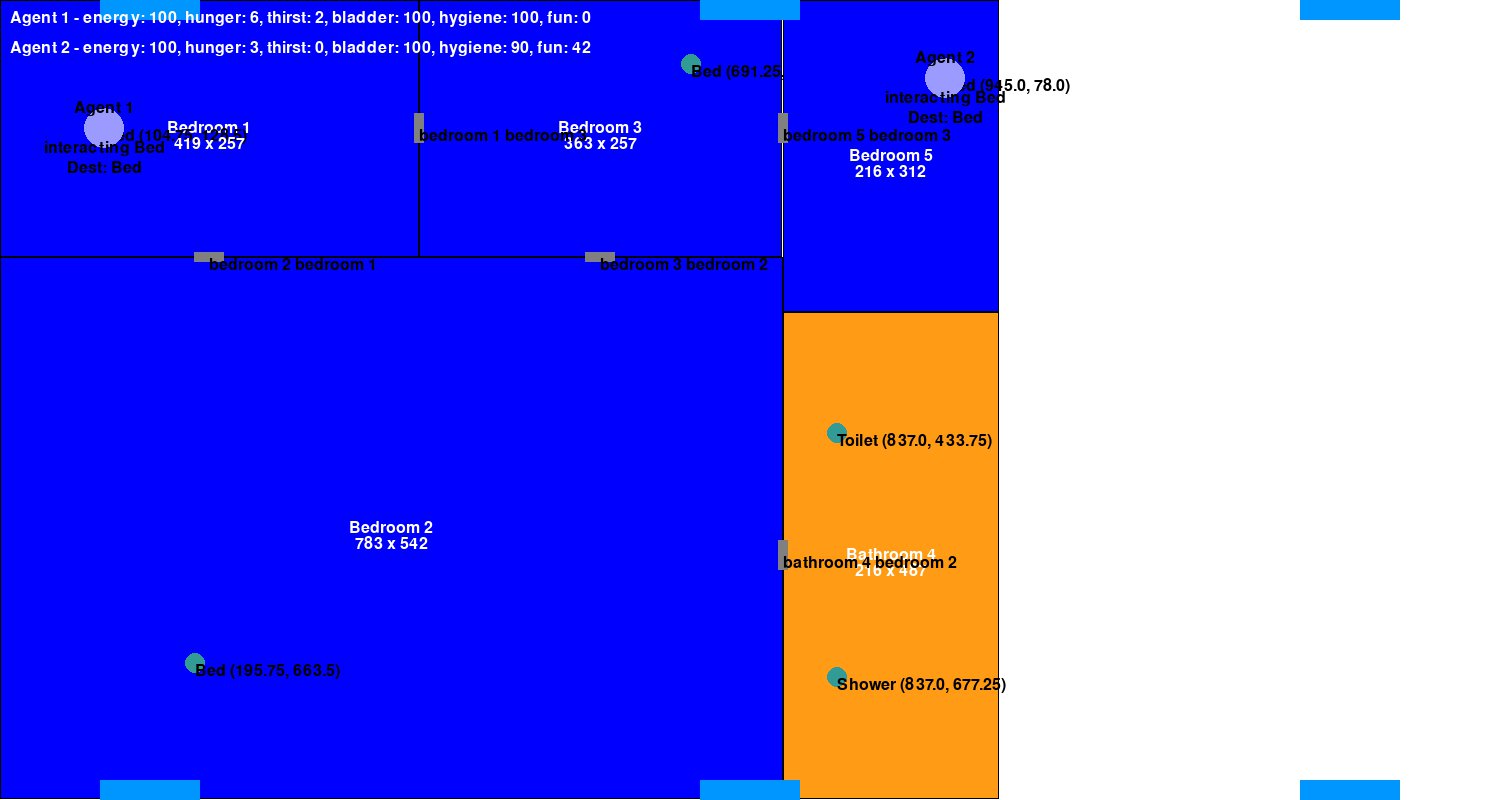 Agent 1 - energy: 100, hunger: 6, thirst: 2, bladder: 100, hygiene: 100, fun: 0
Agent 2 - energy: 100, hunger: 3, thirst: 0, bladder: 100, hygiene: 90, fun: 42
Agent 2
Bed (691.25,
d (945.0, 78.0)
interacting Bed
Dest: Bed
Agent 1
Bedroom 1
419 x 257
interacting Bed
Dest: Bed
bedroom 1 bedroom
Bedroom 3
363 x 257
bedroom 5 bedroom 3
Bedroom 5
216 x 312
bedroom 2 bedroom 1
bedroom 3 bedroom 2
Toilet (837.0, 433.75)
Bedroom 2
783 x 542
Bathroom 4
bathroom 4 bedroom 2
216 x 487
Bed (195.75, 663.5)
Shower (837.0, 677.25)